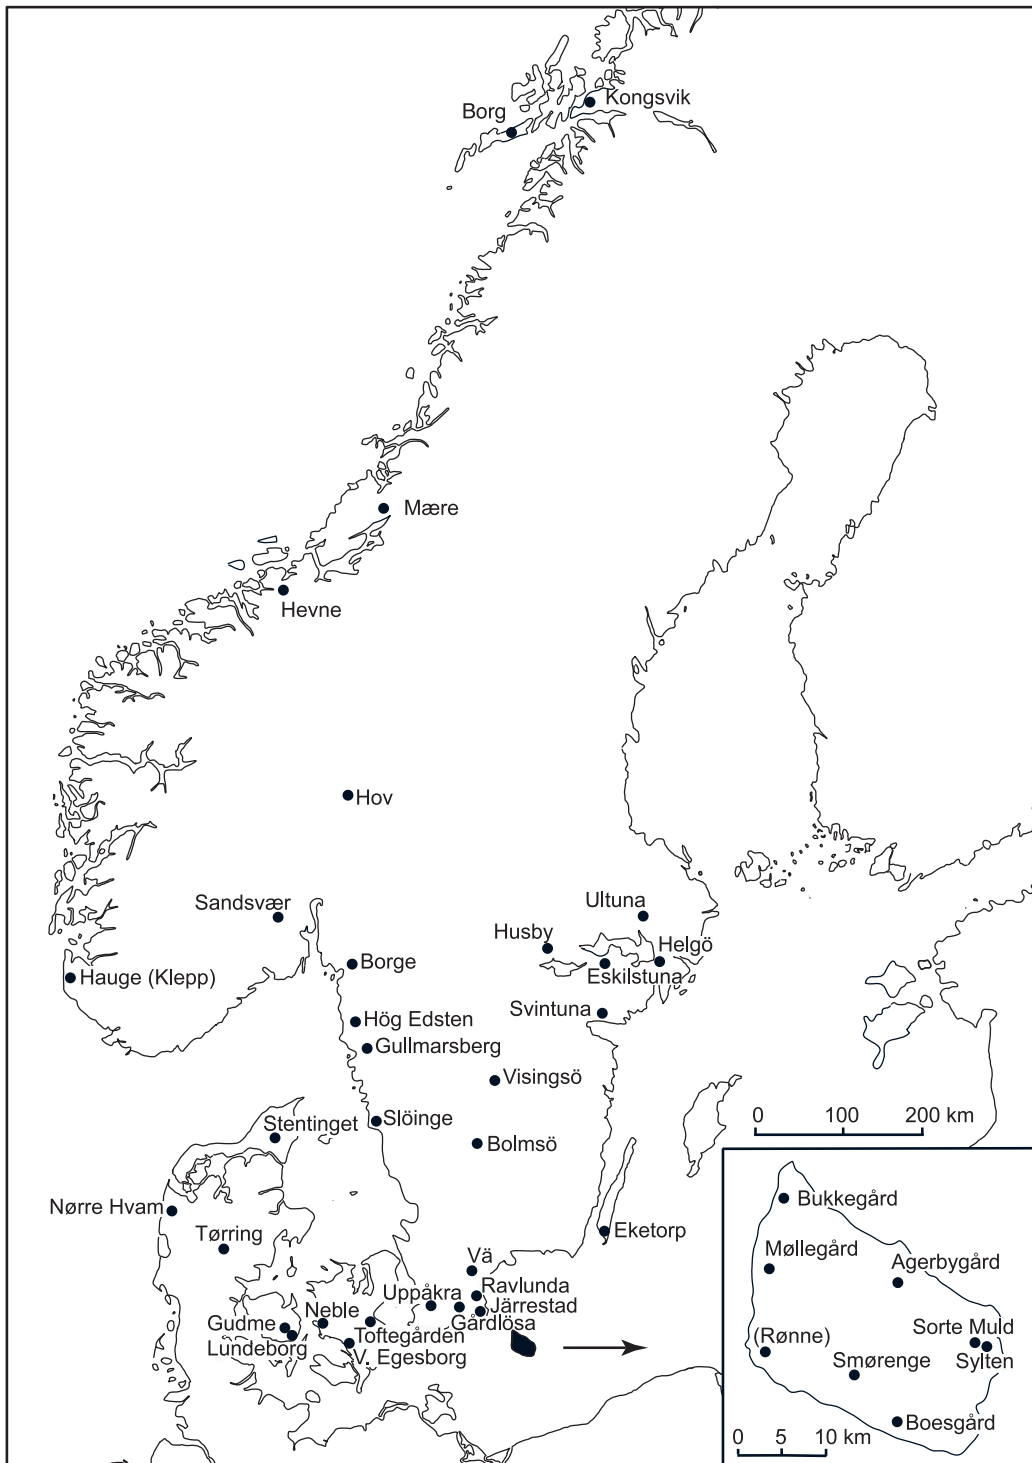 Kongsvik
Borg
Mære
Hevne
Hov
Sandsvær
Ultuna
Husby
Helgö
Borge
Eskilstuna
Hauge (Klepp)
Svintuna
Hög Edsten
Gullmarsberg
Visingsö
0 100 200 km
Slöinge
Stentinget
Bolmsö
Nørre Hvam
Eketorp
Tørring
Vä
Ravlunda
Uppåkra
Järrestad
Neble
Gårdlösa
Gudme
Toftegården
Lundeborg
V. Egesborg
Bukkegård
Møllegård
Agerbygård
(Rønne)
Sorte Muld
Smørenge
Sylten
Boesgård
0 5 10 km